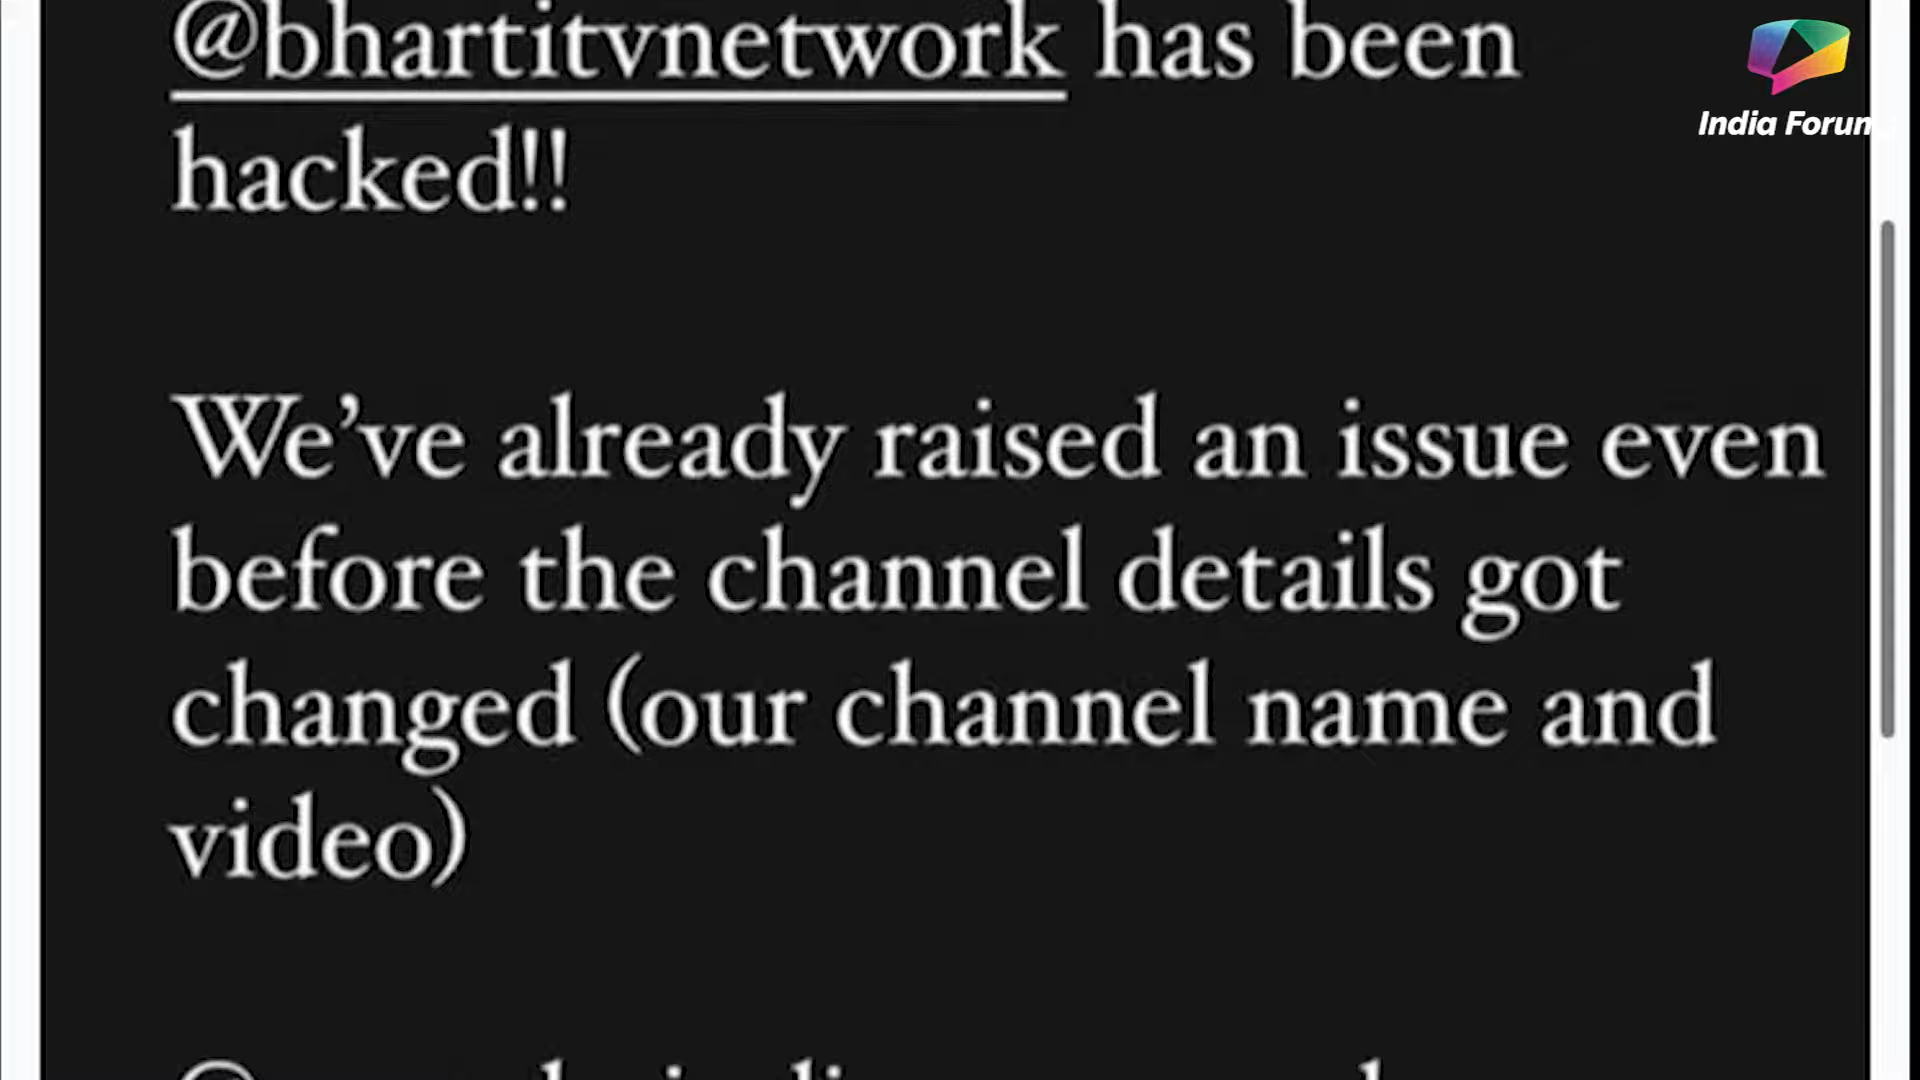 @bhartitvnetwork has been
hacked!!
India Forum
We've already raised an issue even
before the channel details got
changed (our channel name and
video)